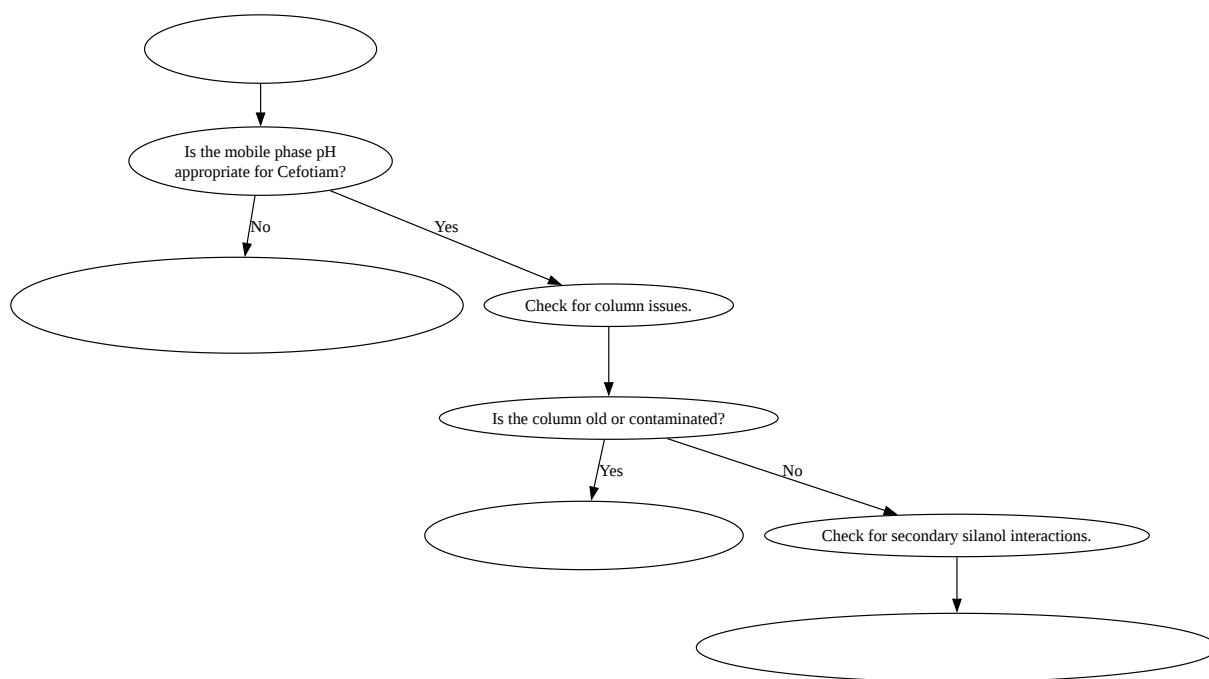 Is the mobile phase pH
appropriate for Cefotiam?
No
Yes
Check for column issues.
Is the column old or contaminated?
Yes
No
Check for secondary silanol interactions.